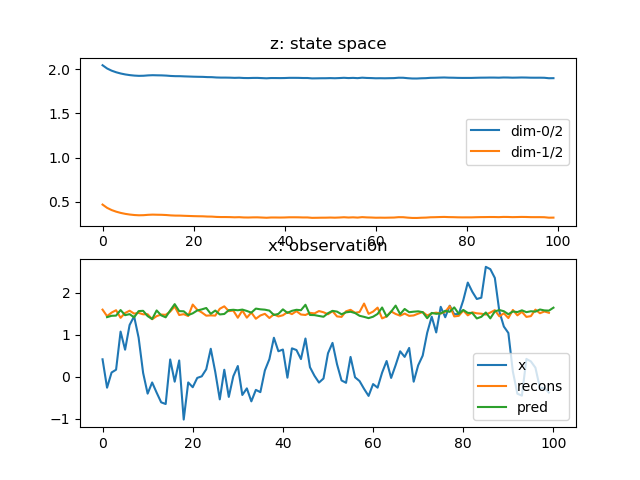 z: state space
2.0
1.5
1.0
0.5
dim-0/2
dim-1/2
0 20 40 60 80 100
x: observation
2
1
0
−1
x
recons
pred
0 20 40 60 80 100